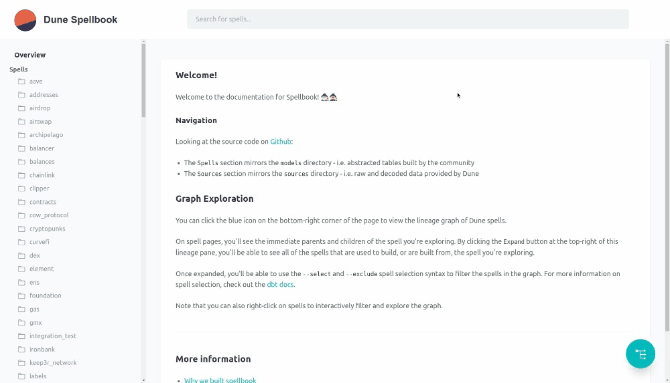 Dune Spellbook
Search for spells...
Overview
Spells
aave
addresses
airdrop
airswap
archipelago
balancer
balances
chainlink
clipper
contracts
cow_protocol
cryptopunks
curvefi
dex
element
ens
foundation
gas
gmx
integration_test
ironbank
keep3r_network
labels
Welcome!
Welcome to the documentation for Spellbook! 🧙🧙
Navigation
Looking at the source code on Github:
• The Spells section mirrors the models directory - i.e. abstracted tables built by the community
• The Sources section mirrors the sources directory - i.e. raw and decoded data provided by Dune
Graph Exploration
You can click the blue icon on the bottom-right corner of the page to view the lineage graph of Dune spells.
On spell pages, you'll see the immediate parents and children of the spell you're exploring. By clicking the Expand button at the top-right of this
lineage pane, you'll be able to see all of the spells that are used to build, or are built from, the spell you're exploring.
Once expanded, you'll be able to use the --select and --exclude spell selection syntax to filter the spells in the graph. For more information on
spell selection, check out the dbt docs.
Note that you can also right-click on spells to interactively filter and explore the graph.
More information
• Why we built spellbook